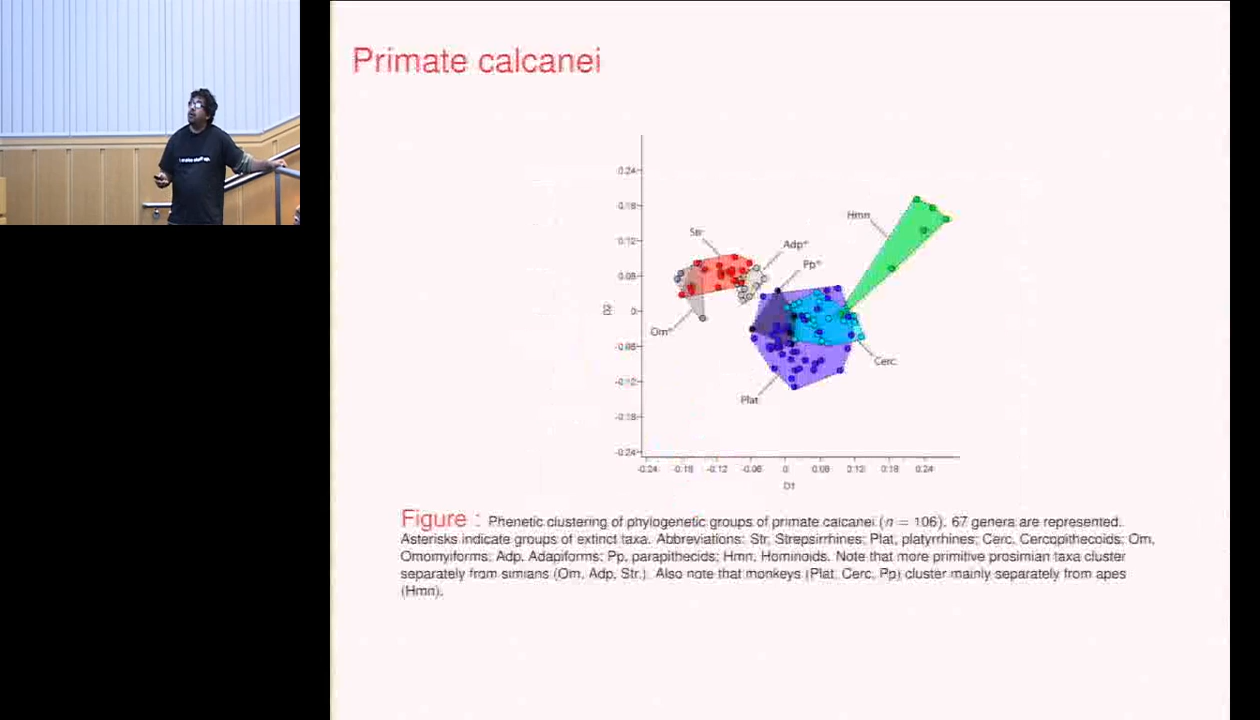 Primate calcanei
0.24
0.18
0.12
0.06
0
-0.06
-0.12
-0.18
-0.24
D2
Hmn
Str
Adp*
Pp*
Om*
Cerc
Plat
-0.24 -0.18 -0.12 -0.06 0 0.06 0.12 0.18 0.24
D1
Figure : Phenetic clustering of phylogenetic groups of primate calcanei (n = 106). 67 genera are represented.
Asterisks indicate groups of extinct taxa. Abbreviations: Str, Strepsirrhines; Plat, platyrrhines; Cerc, Cercopithecoids; Om,
Omomyiforms; Adp, Adapiforms; Pp, parapithecids; Hmn, Hominoids. Note that more primitive prosimian taxa cluster
separately from simians (Om, Adp, Str). Also note that monkeys (Plat, Cerc, Pp) cluster mainly separately from apes
(Hmn).